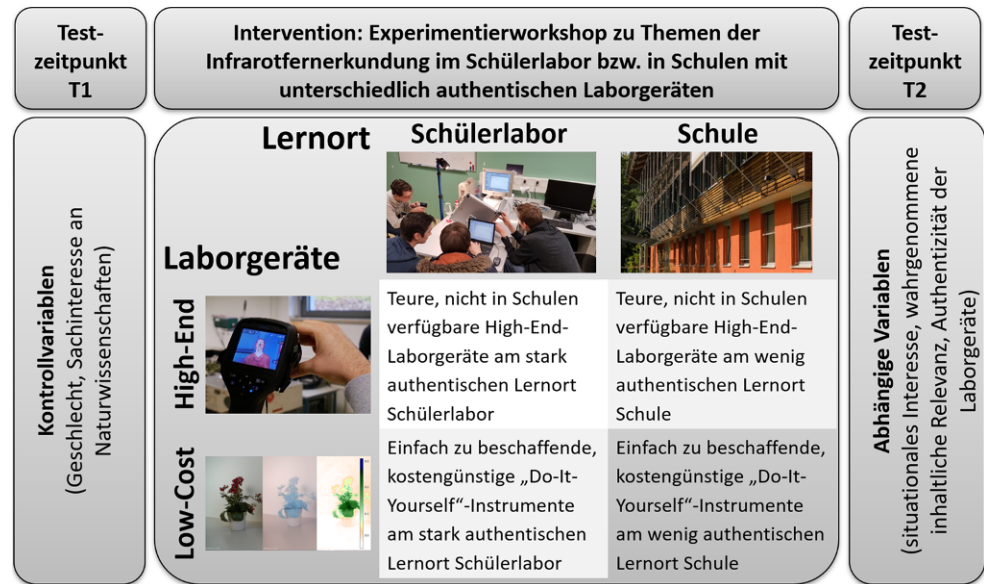 Test-
zeitpunkt
T1
Intervention: Experimentierworkshop zu Themen der
Infrarotfernerkundung im Schülerlabor bzw. in Schulen mit
unterschiedlich authentischen Laborgeräten
Test-
zeitpunkt
T2
Kontrollvariablen
(Geschlecht, Sachinteresse an
Naturwissenschaften)
Lernort
Schülerlabor
Schule
Laborgeräte
High-End
Teure, nicht in Schulen
verfügbare High-End-
Laborgeräte am stark
authentischen Lernort
Schülerlabor
Teure, nicht in Schulen
verfügbare High-End-
Laborgeräte am wenig
authentischen Lernort
Schule
Low-Cost
Einfach zu beschaffende,
kostengünstige „Do-It-
Yourself“-Instrumente
am stark authentischen
Lernort Schülerlabor
Einfach zu beschaffende,
kostengünstige „Do-It-
Yourself“-Instrumente
am wenig authentischen
Lernort Schule
Abhängige Variablen
(situationales Interesse, wahrgenommene
inhaltliche Relevanz, Authentizität der
Laborgeräte)